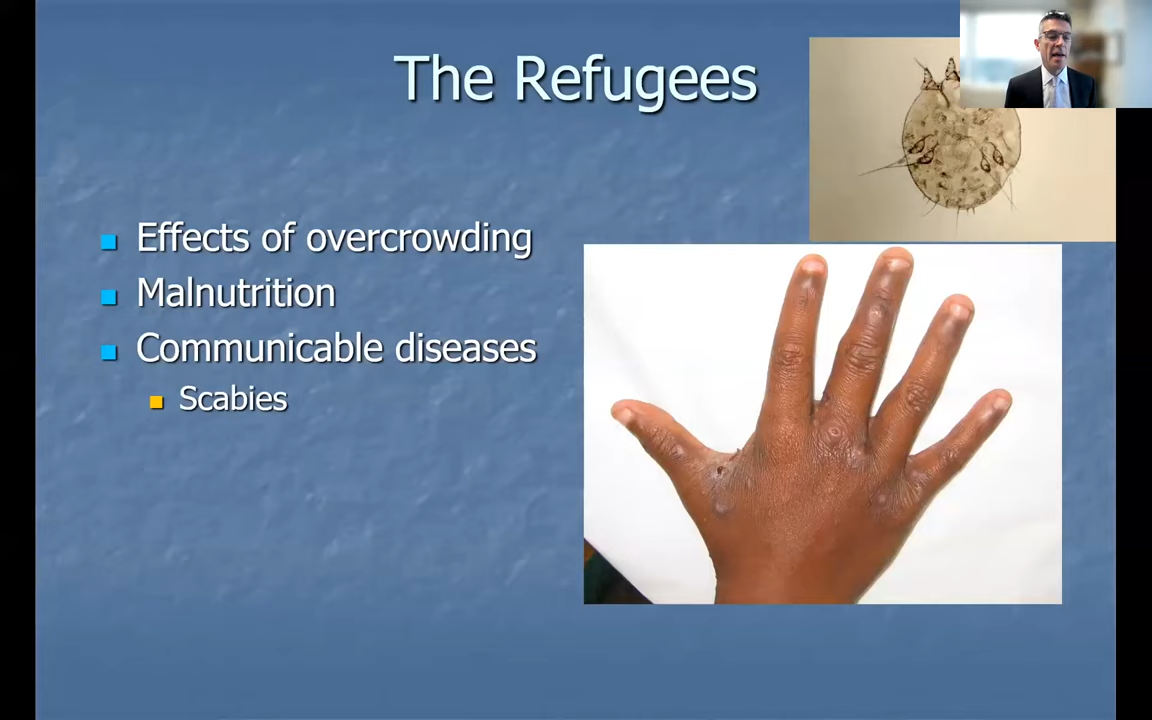 The Refugees
Effects of overcrowding
Malnutrition
Communicable diseases
Scabies